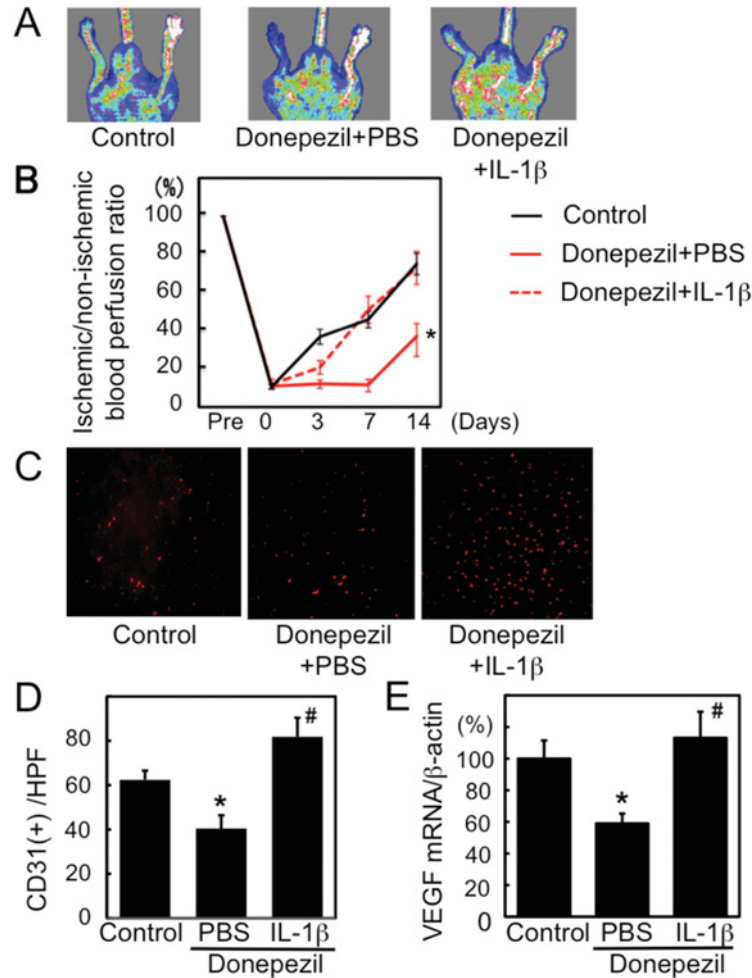 A
Control
Donepezil+PBS
Donepezil
+IL-1β
B
(%)
Ischemic/non-ischemic
blood perfusion ratio
100
80
60
40
20
0
Pre 0 3 7 14 (Days)
*
Control
Donepezil+PBS
Donepezil+IL-1β
C
Control
Donepezil
+PBS
Donepezil
+IL-1β
D
CD31(+) /HPF
80
60
40
20
0
*
#
Control PBS IL-1β
Donepezil
E
(%)
VEGF mRNA/β-actin
120
100
80
60
40
20
0
*
#
Control PBS IL-1β
Donepezil